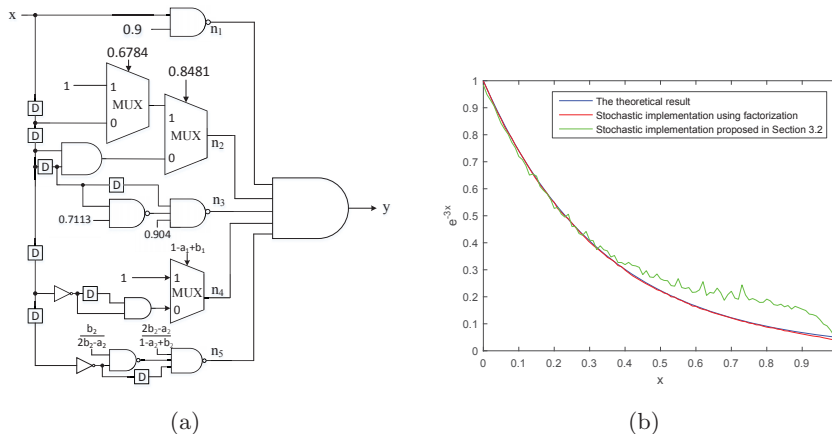 x
0.9
n1
0.6784
1
MUX
0
D
D
0.8481
1
MUX
0
n2
D
D
n3
0.7113
0.904
D
1-a1+b1
1
1
MUX
0
n4
D
D
b2
2b2-a2
2b2-a2
1-a2+b2
n5
D
y
(a)
1
0.9
0.8
0.7
0.6
0.5
0.4
0.3
0.2
0.1
0
e-3x
The theoretical result
Stochastic implementation using factorization
Stochastic implementation proposed in Section 3.2
0 0.1 0.2 0.3 0.4 0.5 0.6 0.7 0.8 0.9
x
(b)